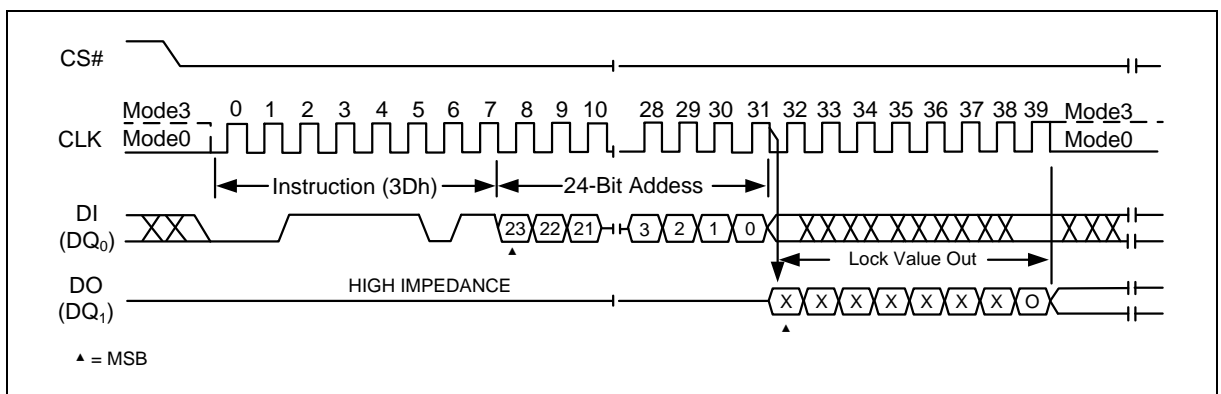 CS#
Mode3 0 1 2 3 4 5 6 7 8 9 10 28 29 30 31 32 33 34 35 36 37 38 39 Mode3
CLK Mode0 Mode0
Instruction (3Dh) 24-Bit Addess
DI
(DQ0) 23 22 21 3 2 1 0
Lock Value Out
DO HIGH IMPEDANCE
(DQ1) X X X X X X X O
▲ = MSB